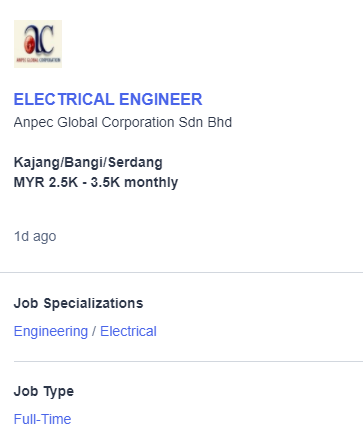 ac
ANPEC GLOBAL CORPORATION
ELECTRICAL ENGINEER
Anpec Global Corporation Sdn Bhd
Kajang/Bangi/Serdang
MYR 2.5K - 3.5K monthly
1d ago
Job Specializations
Engineering / Electrical
Job Type
Full-Time